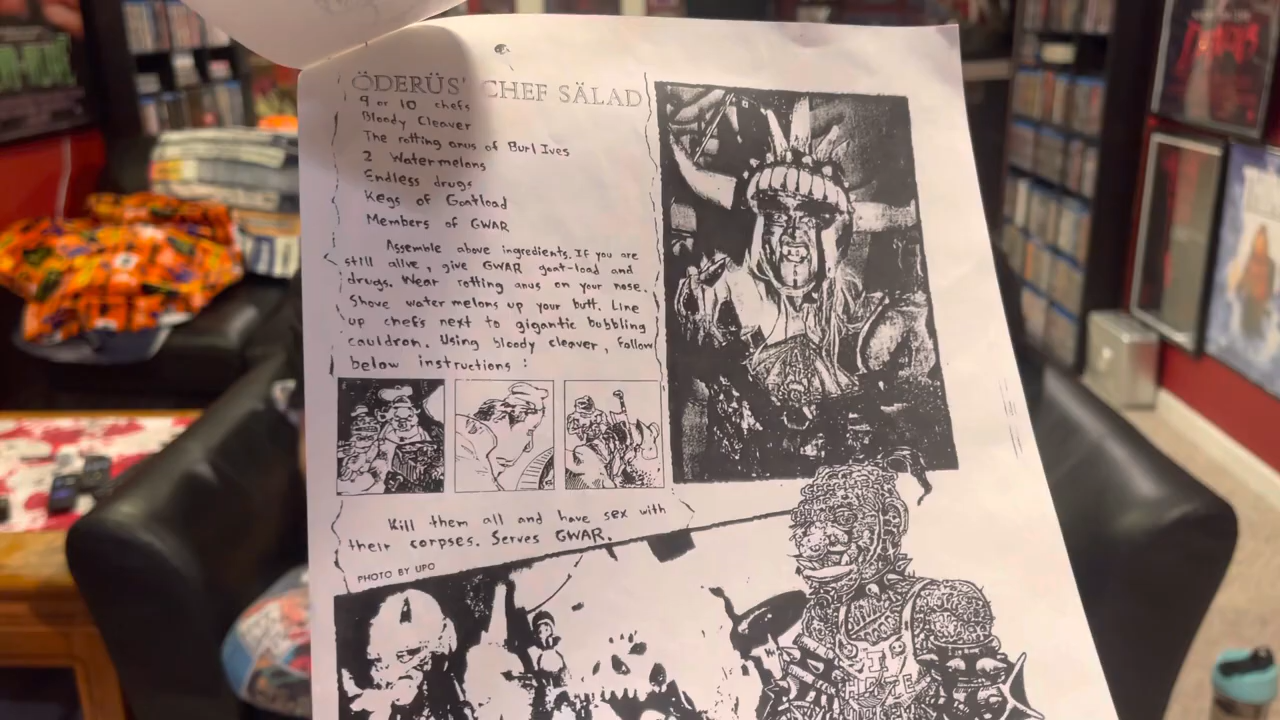 ÖDERÜS' CHEF SÄLAD
9 or 10 chefs
Bloody Cleaver
The rotting anus of Burl Ives
2 Watermelons
Endless drugs
Kegs of Goatload
Members of GWAR
Assemble above ingredients. If you are
still alive, give GWAR goat-load and
drugs. Wear rotting anus on your nose.
Shove watermelons up your butt. Line
up chefs next to gigantic bubbling
cauldron. Using bloody cleaver, follow
below instructions:
Kill them all and have sex with
their corpses. Serves GWAR.
PHOTO BY UPO
I
HATE